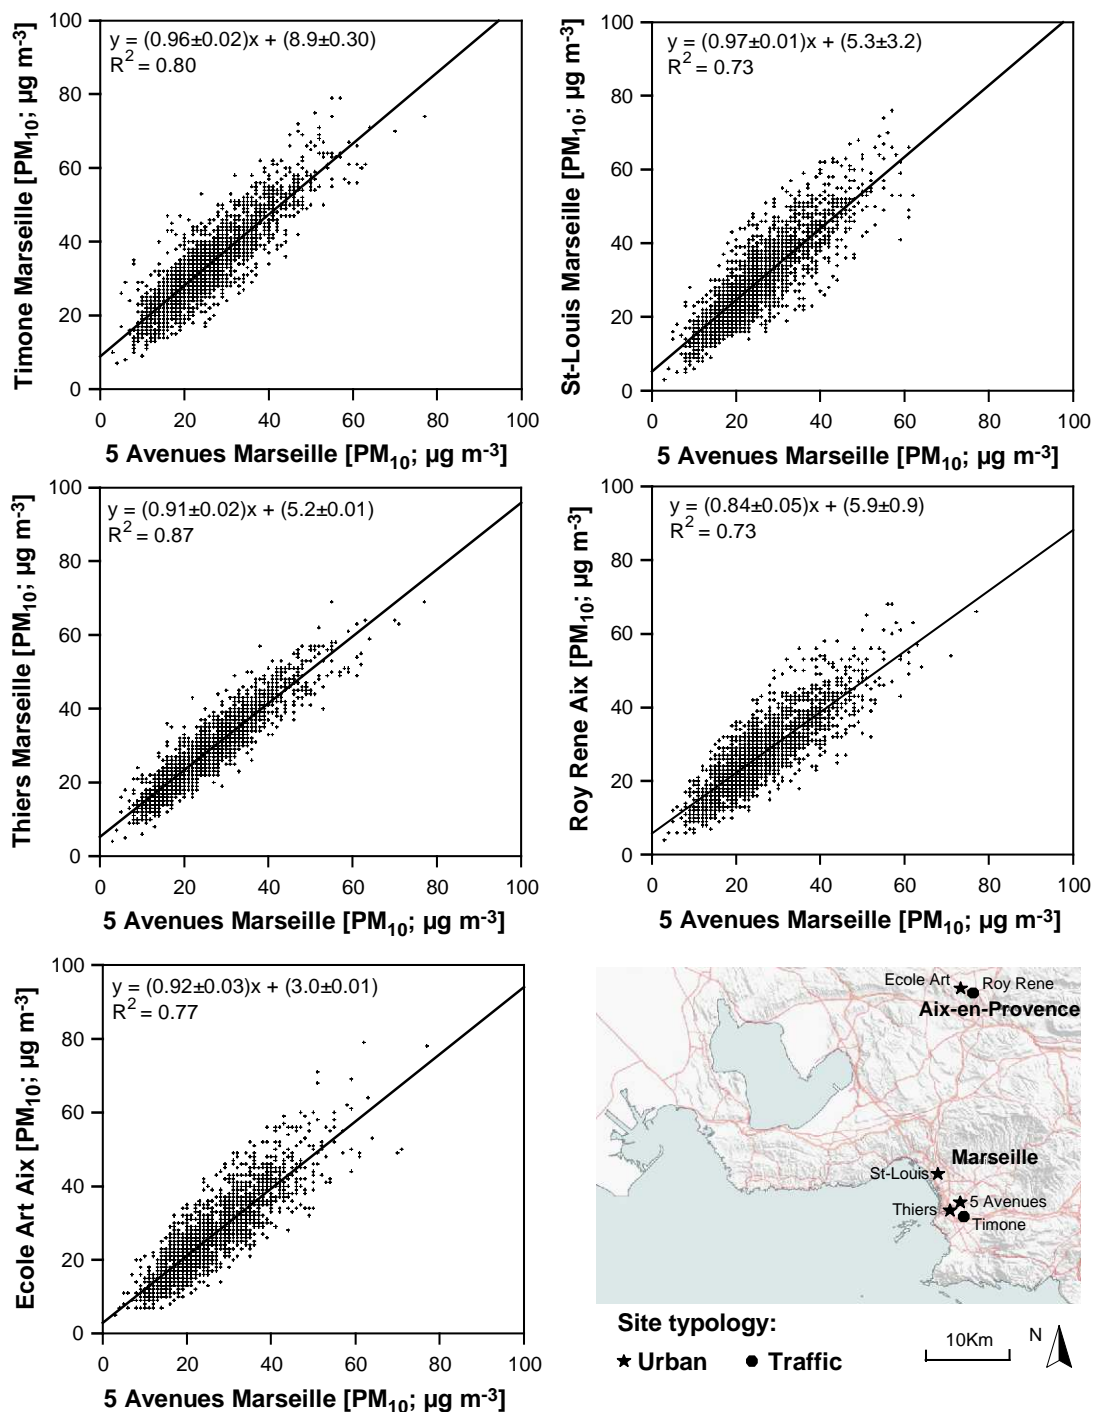 y = (0.96±0.02)x + (8.9±0.30)
R2 = 0.80
100
80
60
40
20
0
0 20 40 60 80 100
Timone Marseille [PM10; µg m-3]
5 Avenues Marseille [PM10; µg m-3]
y = (0.97±0.01)x + (5.3±3.2)
R2 = 0.73
100
80
60
40
20
0
0 20 40 60 80 100
St-Louis Marseille [PM10; µg m-3]
5 Avenues Marseille [PM10; µg m-3]
y = (0.91±0.02)x + (5.2±0.01)
R2 = 0.87
100
80
60
40
20
0
0 20 40 60 80 100
Thiers Marseille [PM10; µg m-3]
5 Avenues Marseille [PM10; µg m-3]
y = (0.84±0.05)x + (5.9±0.9)
R2 = 0.73
100
80
60
40
20
0
0 20 40 60 80 100
Roy Rene Aix [PM10; µg m-3]
5 Avenues Marseille [PM10; µg m-3]
y = (0.92±0.03)x + (3.0±0.01)
R2 = 0.77
100
80
60
40
20
0
0 20 40 60 80 100
Ecole Art Aix [PM10; µg m-3]
5 Avenues Marseille [PM10; µg m-3]
Ecole Art
Roy Rene
Aix-en-Provence
Marseille
St-Louis
5 Avenues
Thiers
Timone
Site typology:
Urban
Traffic
10Km
N